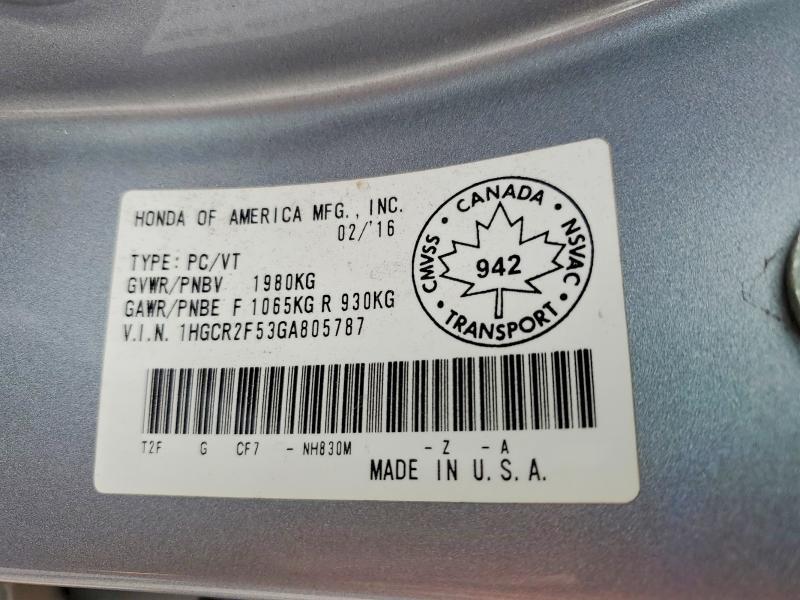 HONDA OF AMERICA MFG., INC.
02/'16
TYPE: PC/VT
GVWR/PNBV 1980KG
GAWR/PNBE F 1065KG R 930KG
V.I.N. 1HGCR2F53GA805787
CANADA
CMVSS
NSVAC
942
TRANSPORT
T2F G CF7 - NH830M - Z - A
MADE IN U.S.A.